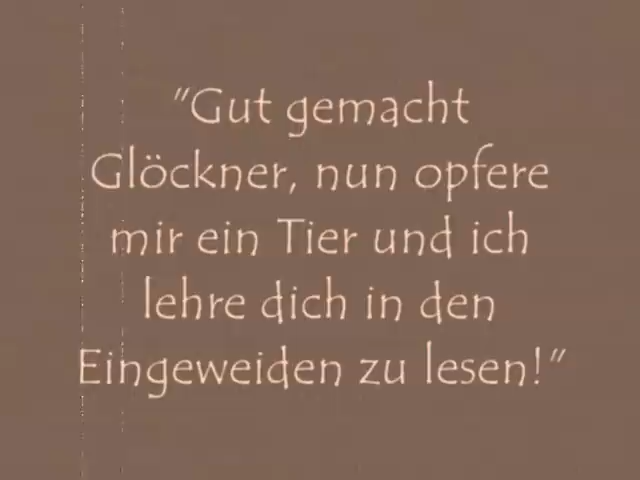 "Gut gemacht
Glöckner, nun opfere
mir ein Tier und ich
lehre dich in den
Eingeweiden zu lesen!"